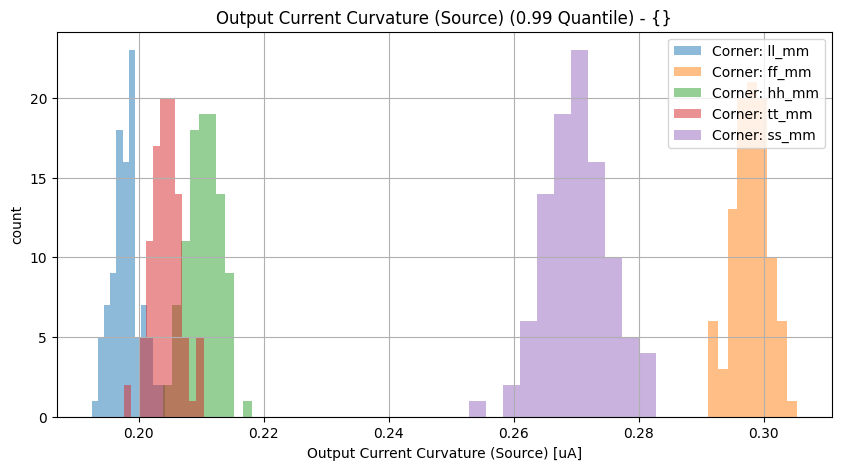 Output Current Curvature (Source) (0.99 Quantile) - {}
Corner: ll_mm
Corner: ff_mm
Corner: hh_mm
Corner: tt_mm
Corner: ss_mm
20
15
10
5
0
count
0.20
0.22
0.24
0.26
0.28
0.30
Output Current Curvature (Source) [uA]